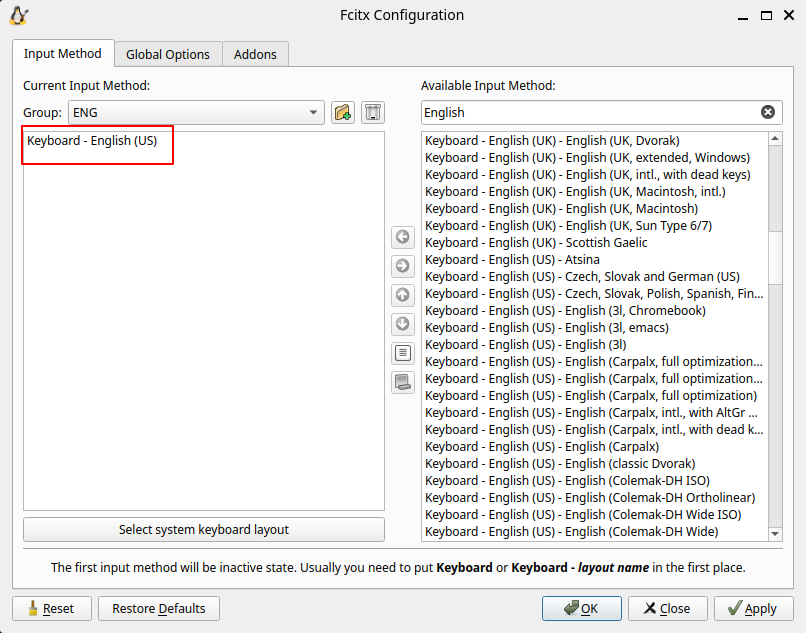 Fcitx Configuration
Input Method
Global Options
Addons
Current Input Method:
Available Input Method:
Group: ENG
English
Keyboard - English (US)
Keyboard - English (UK) - English (UK, Dvorak)
Keyboard - English (UK) - English (UK, extended, Windows)
Keyboard - English (UK) - English (UK, intl., with dead keys)
Keyboard - English (UK) - English (UK, Macintosh, intl.)
Keyboard - English (UK) - English (UK, Macintosh)
Keyboard - English (UK) - English (UK, Sun Type 6/7)
Keyboard - English (UK) - Scottish Gaelic
Keyboard - English (US) - Atsina
Keyboard - English (US) - Czech, Slovak and German (US)
Keyboard - English (US) - Czech, Slovak, Polish, Spanish, Fin...
Keyboard - English (US) - English (3l, Chromebook)
Keyboard - English (US) - English (3l, emacs)
Keyboard - English (US) - English (3l)
Keyboard - English (US) - English (Carpalx, full optimization...
Keyboard - English (US) - English (Carpalx, full optimization...
Keyboard - English (US) - English (Carpalx, full optimization)
Keyboard - English (US) - English (Carpalx, intl., with AltGr ...
Keyboard - English (US) - English (Carpalx, intl., with dead k...
Keyboard - English (US) - English (Carpalx)
Keyboard - English (US) - English (classic Dvorak)
Keyboard - English (US) - English (Colemak-DH ISO)
Keyboard - English (US) - English (Colemak-DH Ortholinear)
Keyboard - English (US) - English (Colemak-DH Wide ISO)
Keyboard - English (US) - English (Colemak-DH Wide)
Select system keyboard layout
The first input method will be inactive state. Usually you need to put Keyboard or Keyboard - layout name in the first place.
Reset
Restore Defaults
OK
Close
Apply